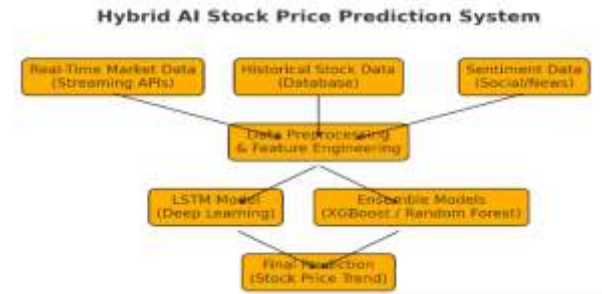 Hybrid AI Stock Price Prediction System
Real-Time Market Data
(Streaming APIs)
Historical Stock Data
(Database)
Sentiment Data
(Social/News)
Data Preprocessing
& Feature Engineering
LSTM Model
(Deep Learning)
Ensemble Models
(XGBoost / Random Forest)
Final Prediction
(Stock Price Trend)